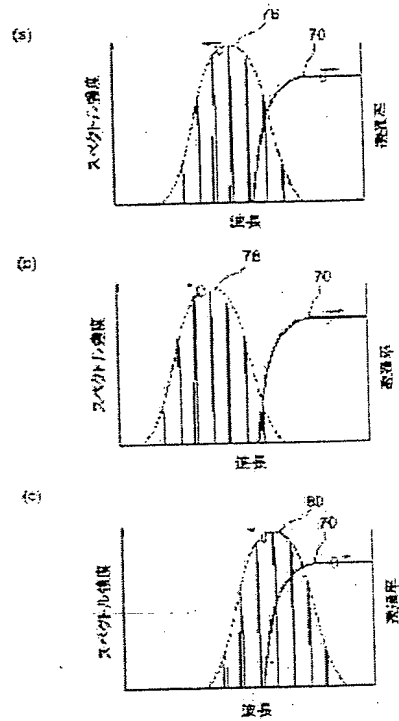 (a)
76
70
スペクトル強度
透過率
波長
(b)
78
70
スペクトル強度
透過率
波長
(c)
80
70
スペクトル強度
透過率
波長